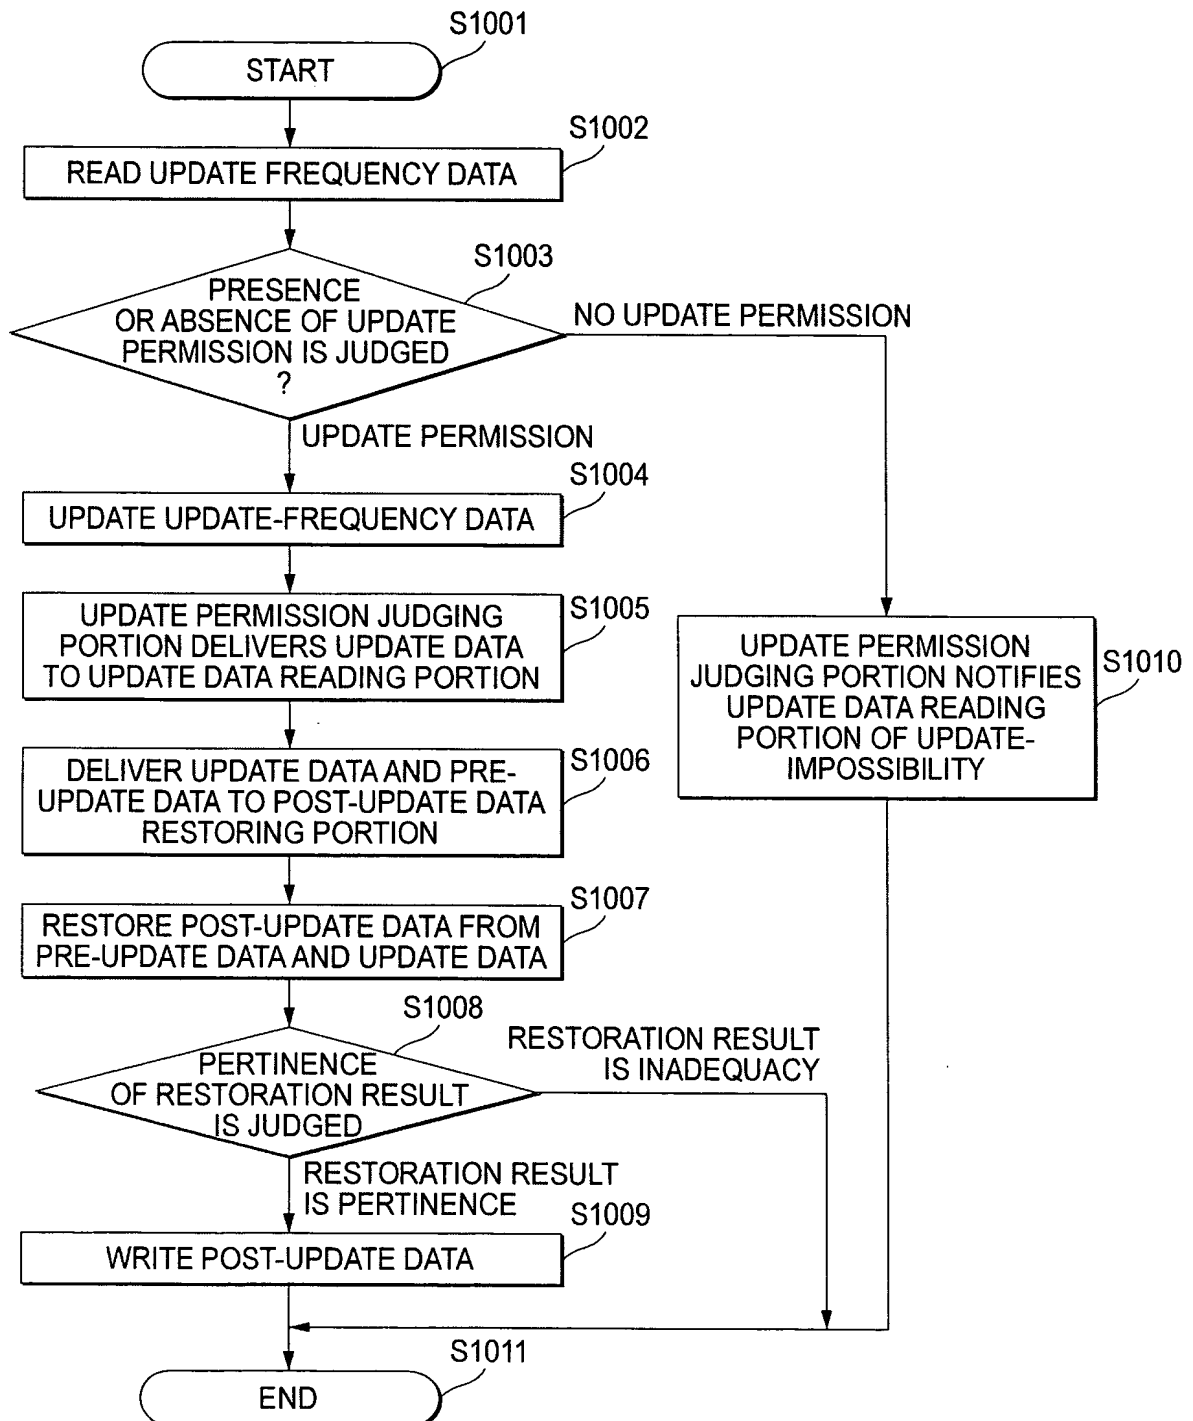 S1001
START
S1002
READ UPDATE FREQUENCY DATA
S1003
PRESENCE
OR ABSENCE OF UPDATE
PERMISSION IS JUDGED
?
NO UPDATE PERMISSION
UPDATE PERMISSION
S1004
UPDATE UPDATE-FREQUENCY DATA
S1005
UPDATE PERMISSION JUDGING
PORTION DELIVERS UPDATE DATA
TO UPDATE DATA READING PORTION
S1010
UPDATE PERMISSION
JUDGING PORTION NOTIFIES
UPDATE DATA READING
PORTION OF UPDATE-
IMPOSSIBILITY
S1006
DELIVER UPDATE DATA AND PRE-
UPDATE DATA TO POST-UPDATE DATA
RESTORING PORTION
S1007
RESTORE POST-UPDATE DATA FROM
PRE-UPDATE DATA AND UPDATE DATA
S1008
PERTINENCE
OF RESTORATION RESULT
IS JUDGED
RESTORATION RESULT
IS INADEQUACY
RESTORATION RESULT
IS PERTINENCE
S1009
WRITE POST-UPDATE DATA
S1011
END